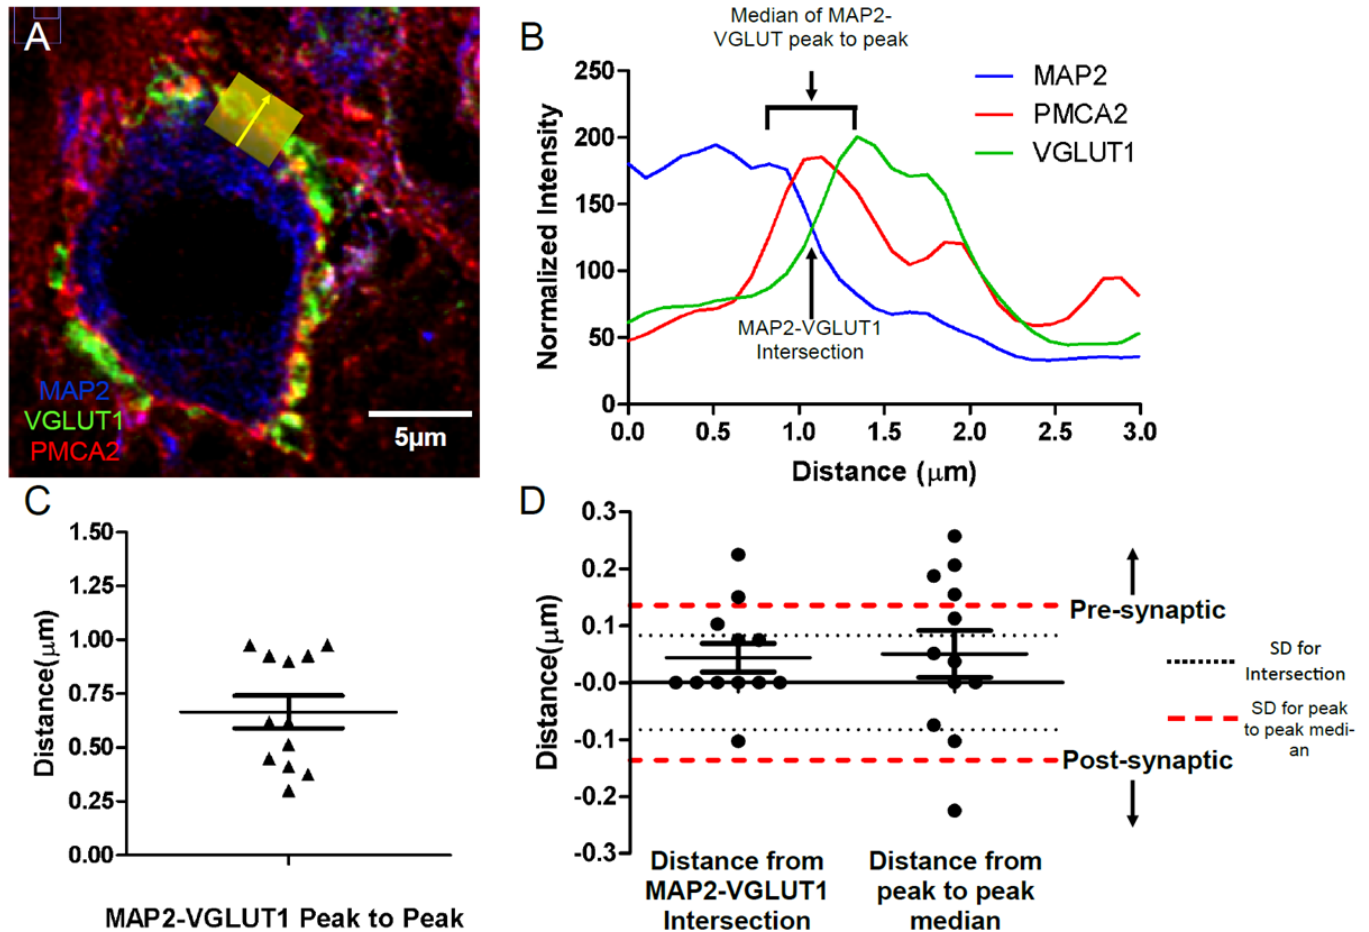 A
MAP2
VGLUT1
PMCA2
5µm
B
Median of MAP2-
VGLUT peak to peak
MAP2
PMCA2
VGLUT1
Normalized Intensity
250
200
150
100
50
0
MAP2-VGLUT1
Intersection
0.0 0.5 1.0 1.5 2.0 2.5 3.0
Distance (µm)
C
Distance(µm)
1.50
1.25
1.00
0.75
0.50
0.25
0.00
MAP2-VGLUT1 Peak to Peak
D
Distance(µm)
0.3
0.2
0.1
-0.0
-0.1
-0.2
-0.3
Pre-synaptic
Post-synaptic
SD for
Intersection
SD for peak
to peak medi-
an
Distance from
MAP2-VGLUT1
Intersection
Distance from
peak to peak
median